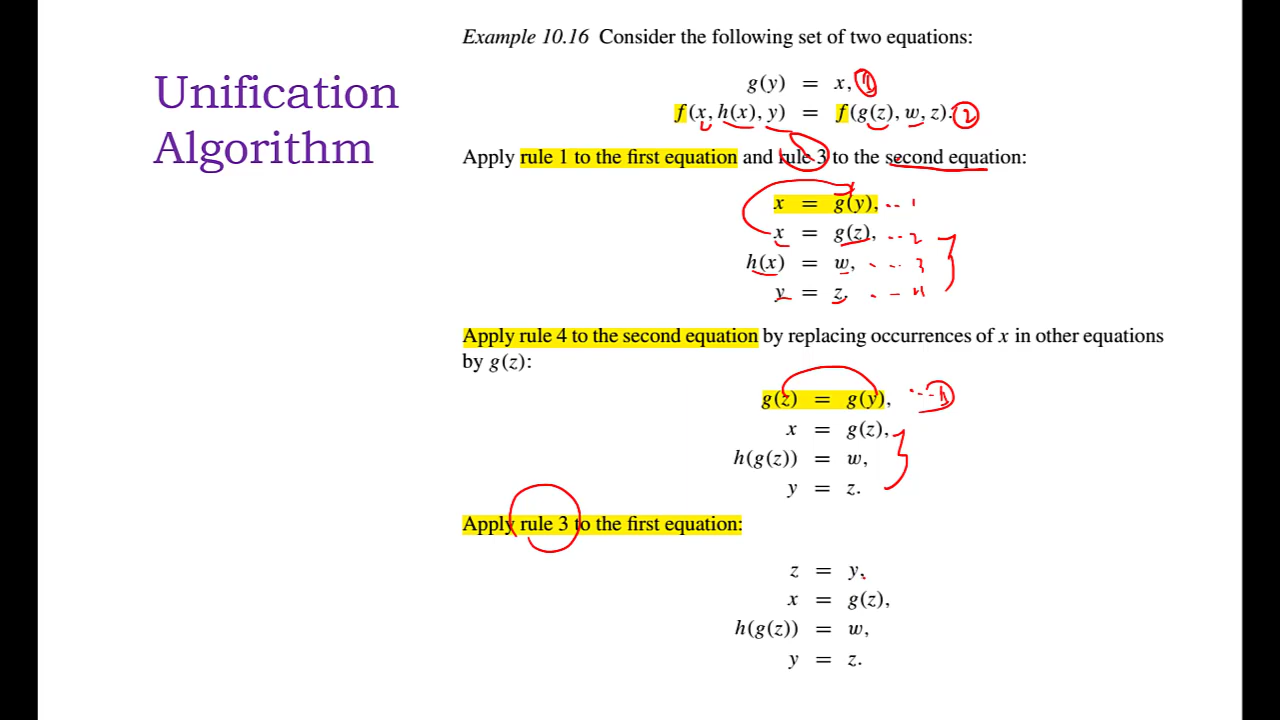 Unification
Algorithm
Example 10.16 Consider the following set of two equations:
g(y) = x, 1
f(x, h(x), y) = f(g(z), w, z). 2
Apply rule 1 to the first equation and rule 3 to the second equation:
x = g(y), .. 1
x = g(z), .. 2
h(x) = w, .... 3
y = z. .. 4
Apply rule 4 to the second equation by replacing occurrences of x in other equations
by g(z):
g(z) = g(y), ... 1
x = g(z),
h(g(z)) = w,
y = z.
Apply rule 3 to the first equation:
z = y,
x = g(z),
h(g(z)) = w,
y = z.